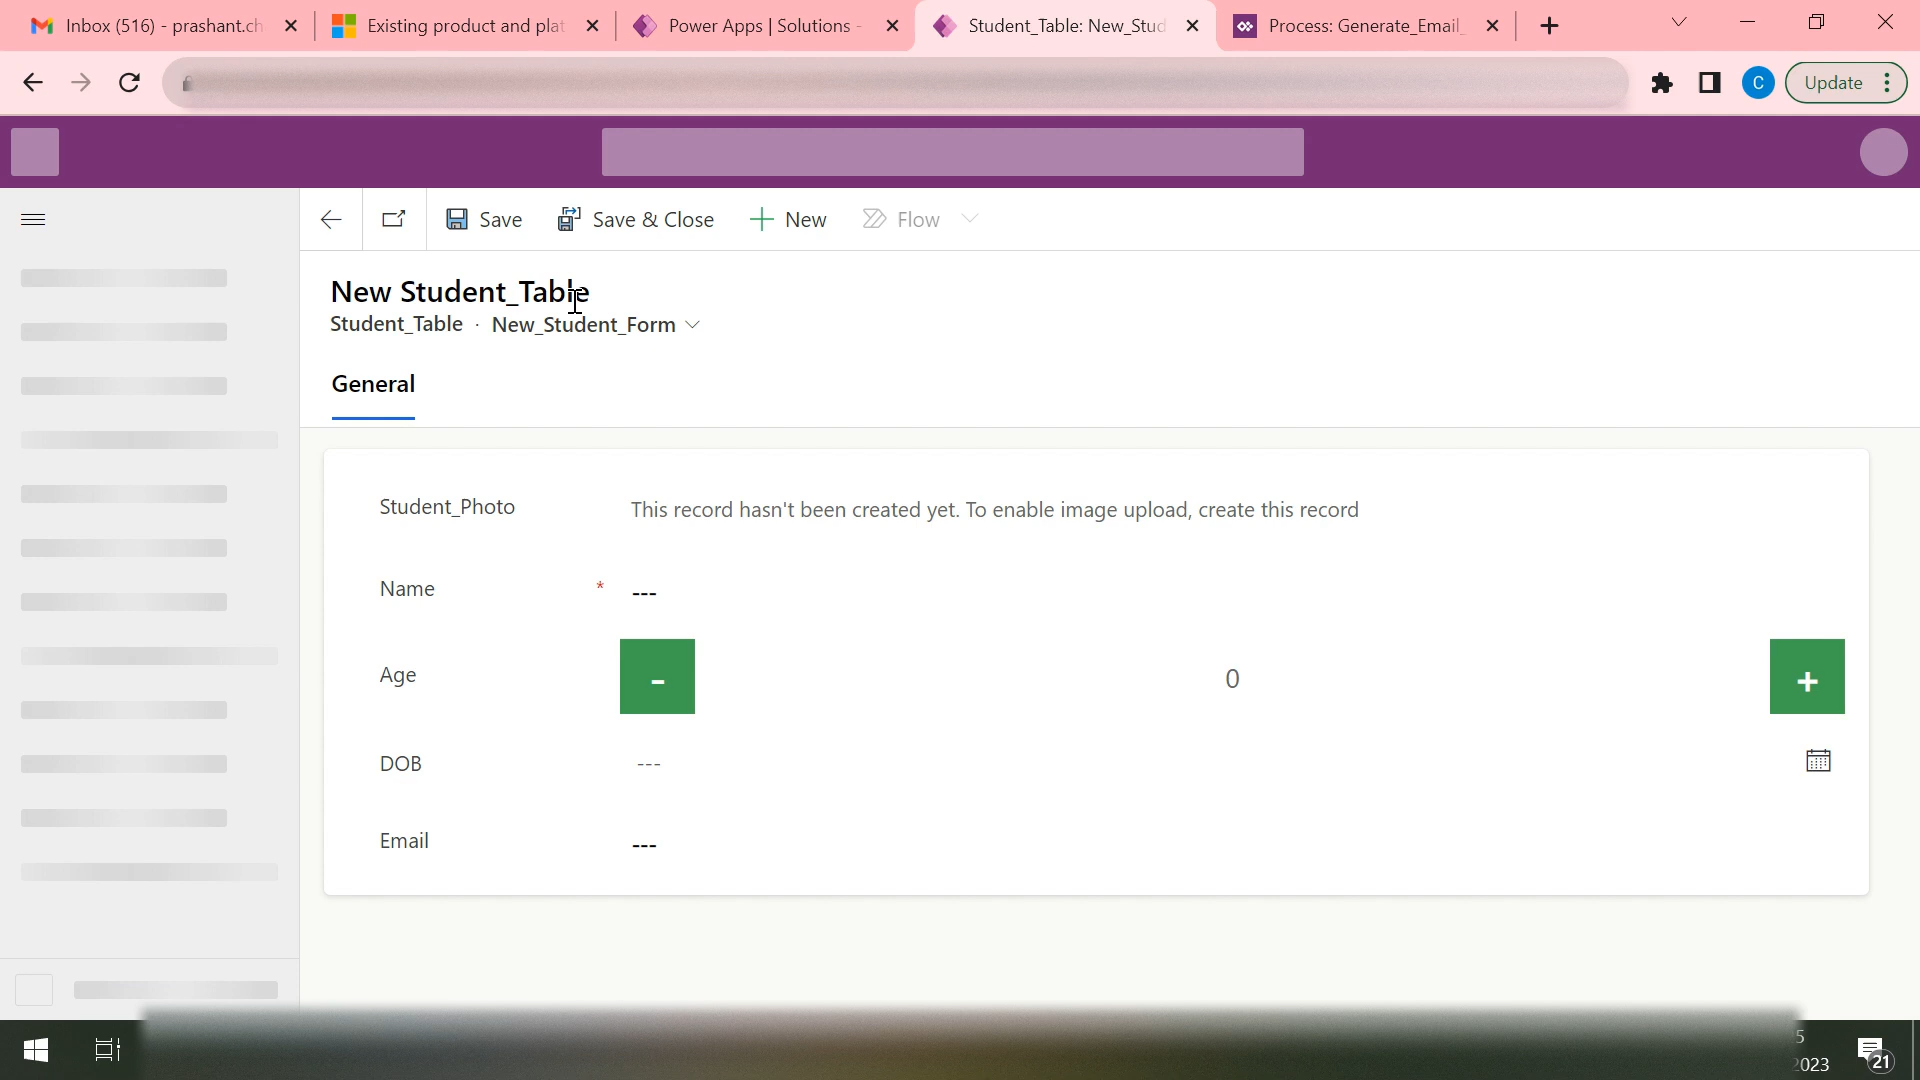 Inbox (516) - prashant.ch
Existing product and plat
Power Apps | Solutions -
Student_Table: New_Stud
Process: Generate_Email_
C
Update
Save
Save & Close
New
Flow
New Student_Table
Student_Table · New_Student_Form
General
Student_Photo
This record hasn't been created yet. To enable image upload, create this record
Name * ---
Age - 0 +
DOB ---
Email ---
5
2023
21